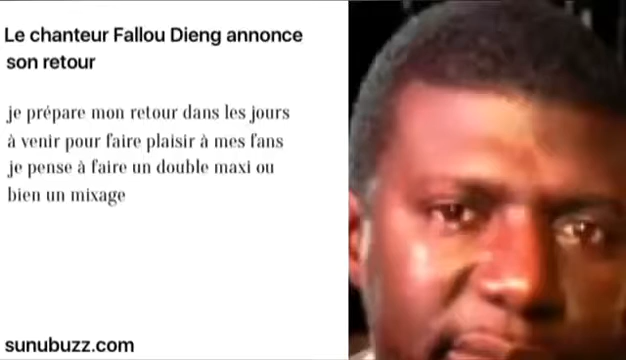 Le chanteur Fallou Dieng annonce
son retour
je prépare mon retour dans les jours
à venir pour faire plaisir à mes fans
je pense à faire un double maxi ou
bien un mixage
sunubuzz.com